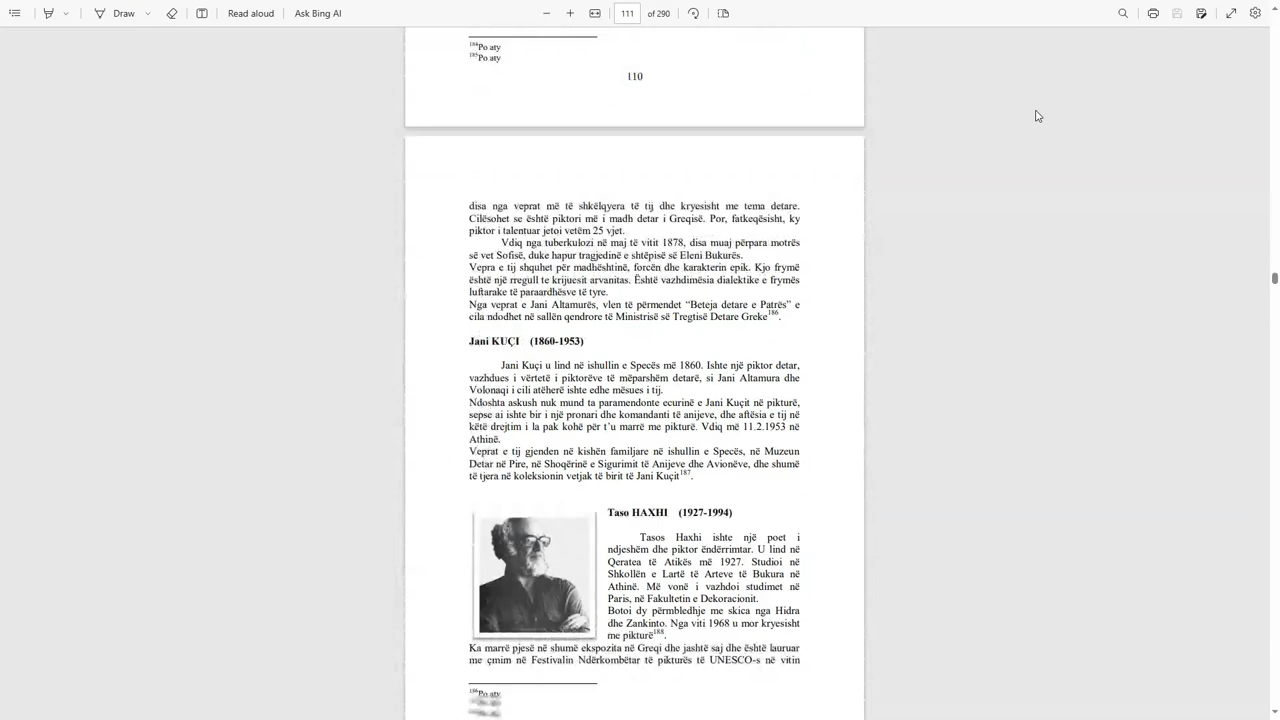 Draw
Read aloud
Ask Bing AI
111
of 290
184Po aty
185Po aty
110
disa nga veprat më të shkëlqyera të tij dhe kryesisht me tema detare.
Cilësohet se është piktori më i madh detar i Greqisë. Por, fatkeqësisht, ky
piktor i talentuar jetoi vetëm 25 vjet.
Vdiq nga tuberkulozi në maj të vitit 1878, disa muaj përpara motrës
së vet Sofisë, duke hapur tragjedinë e shtëpisë së Eleni Bukurës.
Vepra e tij shquhet për madhështinë, forcën dhe karakterin epik. Kjo frymë
është një rregull te krijuesit arvanitas. Është vazhdimësia dialektike e frymës
luftarake të paraardhësve të tyre.
Nga veprat e Jani Altamurës, vlen të përmendet “Beteja detare e Patrës” e
cila ndodhet në sallën qendrore të Ministrisë së Tregtisë Detare Greke186.
Jani KUÇI (1860-1953)
Jani Kuçi u lind në ishullin e Specës më 1860. Ishte një piktor detar,
vazhdues i vërtetë i piktorëve të mëparshëm detarë, si Jani Altamura dhe
Volonaqi i cili atëherë ishte edhe mësues i tij.
Ndoshta askush nuk mund ta paramendonte ecurinë e Jani Kuçit në pikturë,
sepse ai ishte bir i një pronari dhe komandanti të anijeve, dhe aftësia e tij në
këtë drejtim i la pak kohë për t’u marrë me pikturë. Vdiq më 11.2.1953 në
Athinë.
Veprat e tij gjenden në kishën familjare në ishullin e Specës, në Muzeun
Detar në Pire, në Shoqërinë e Sigurimit të Anijeve dhe Avionëve, dhe shumë
të tjera në koleksionin vetjak të birit të Jani Kuçit187.
Taso HAXHI (1927-1994)
Tasos Haxhi ishte një poet i
ndjeshëm dhe piktor ëndërrimtar. U lind në
Qeratea të Atikës më 1927. Studioi në
Shkollën e Lartë të Arteve të Bukura në
Athinë. Më vonë i vazhdoi studimet në
Paris, në Fakultetin e Dekoracionit.
Botoi dy përmbledhje me skica nga Hidra
dhe Zankinto. Nga viti 1968 u mor kryesisht
me pikturë188.
Ka marrë pjesë në shumë ekspozita në Greqi dhe jashtë saj dhe është lauruar
me çmim në Festivalin Ndërkombëtar të pikturës të UNESCO-s në vitin
186Po aty